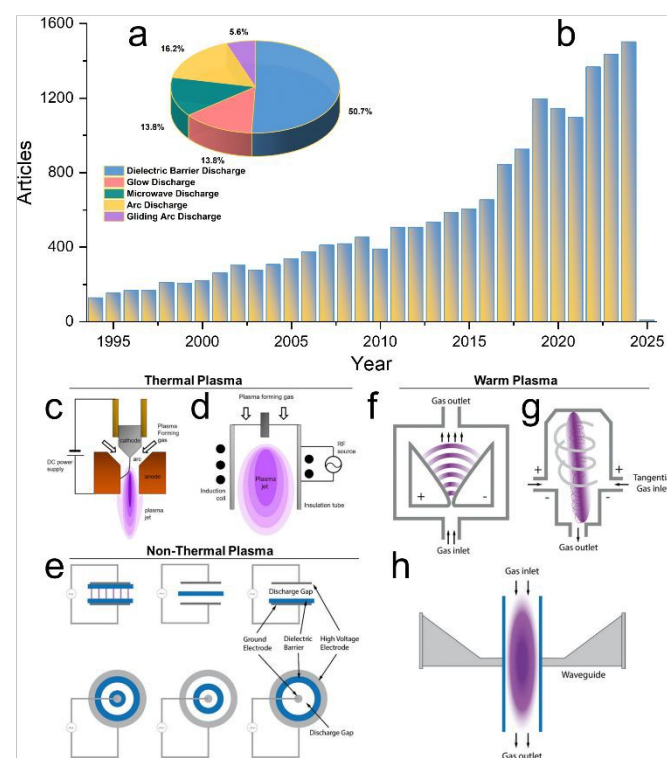 1600
1200
800
400
0
Articles
a
b
5.6%
16.2%
13.8%
13.8%
50.7%
Dielectric Barrier Discharge
Glow Discharge
Microwave Discharge
Arc Discharge
Gliding Arc Discharge
1995
2000
2005
2010
2015
2020
2025
Year
Thermal Plasma
c
DC power
supply
cathode
Plasma
Forming
gas
arc
anode
plasma
jet
d
Plasma forming gas
RF
source
Plasma
jet
Induction
coil
Insulation tube
Warm Plasma
f
Gas outlet
+
-
Gas inlet
g
+
+
-
Tangential
Gas inlet
Gas outlet
Non-Thermal Plasma
e
Discharge Gap
Ground
Electrode
Dielectric
Barrier
High Voltage
Electrode
Discharge Gap
h
Gas inlet
Waveguide
Gas outlet